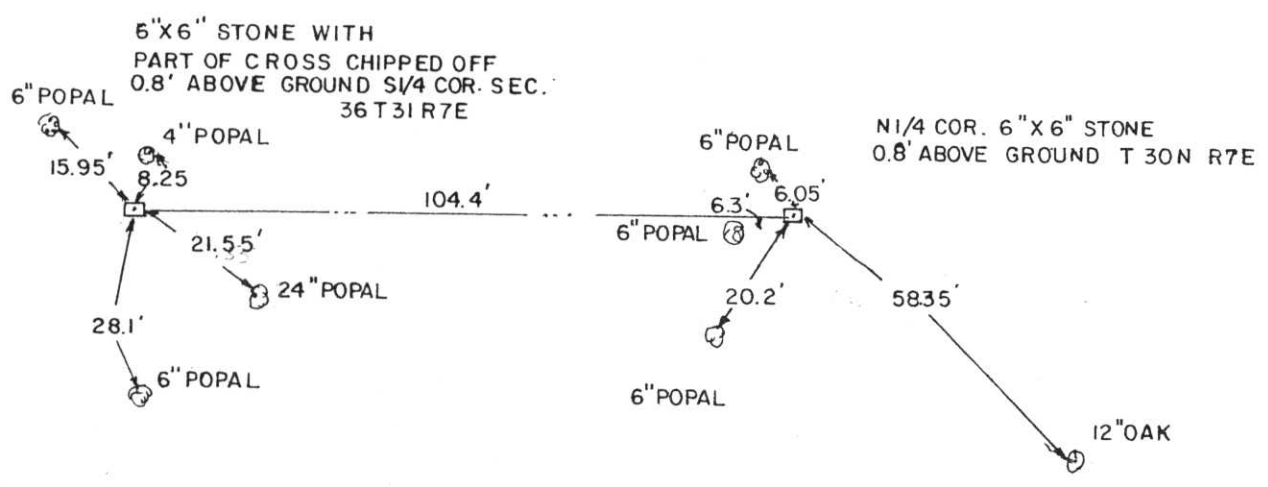 6"X6" STONE WITH
PART OF CROSS CHIPPED OFF
0.8' ABOVE GROUND S1/4 COR. SEC.
36 T31 R7E
6" POPAL
4" POPAL
15.95'
8.25
104.4'
21.55'
24" POPAL
28.1'
6" POPAL
N1/4 COR. 6"X6" STONE
0.8' ABOVE GROUND T 30N R7E
6" POPAL
6.05'
6.3'
6" POPAL
20.2'
58.35'
6" POPAL
12" OAK